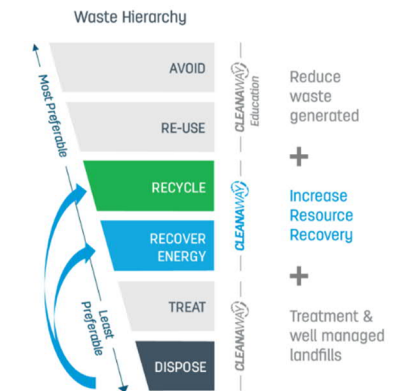 Waste Hierarchy
Most Preferable
Least
Preferable
AVOID
RE-USE
RECYCLE
RECOVER
ENERGY
TREAT
DISPOSE
CLEANAWAY
Education
CLEANAWAY
CLEANAWAY
Reduce
waste
generated
+
Increase
Resource
Recovery
+
Treatment &
well managed
landfills